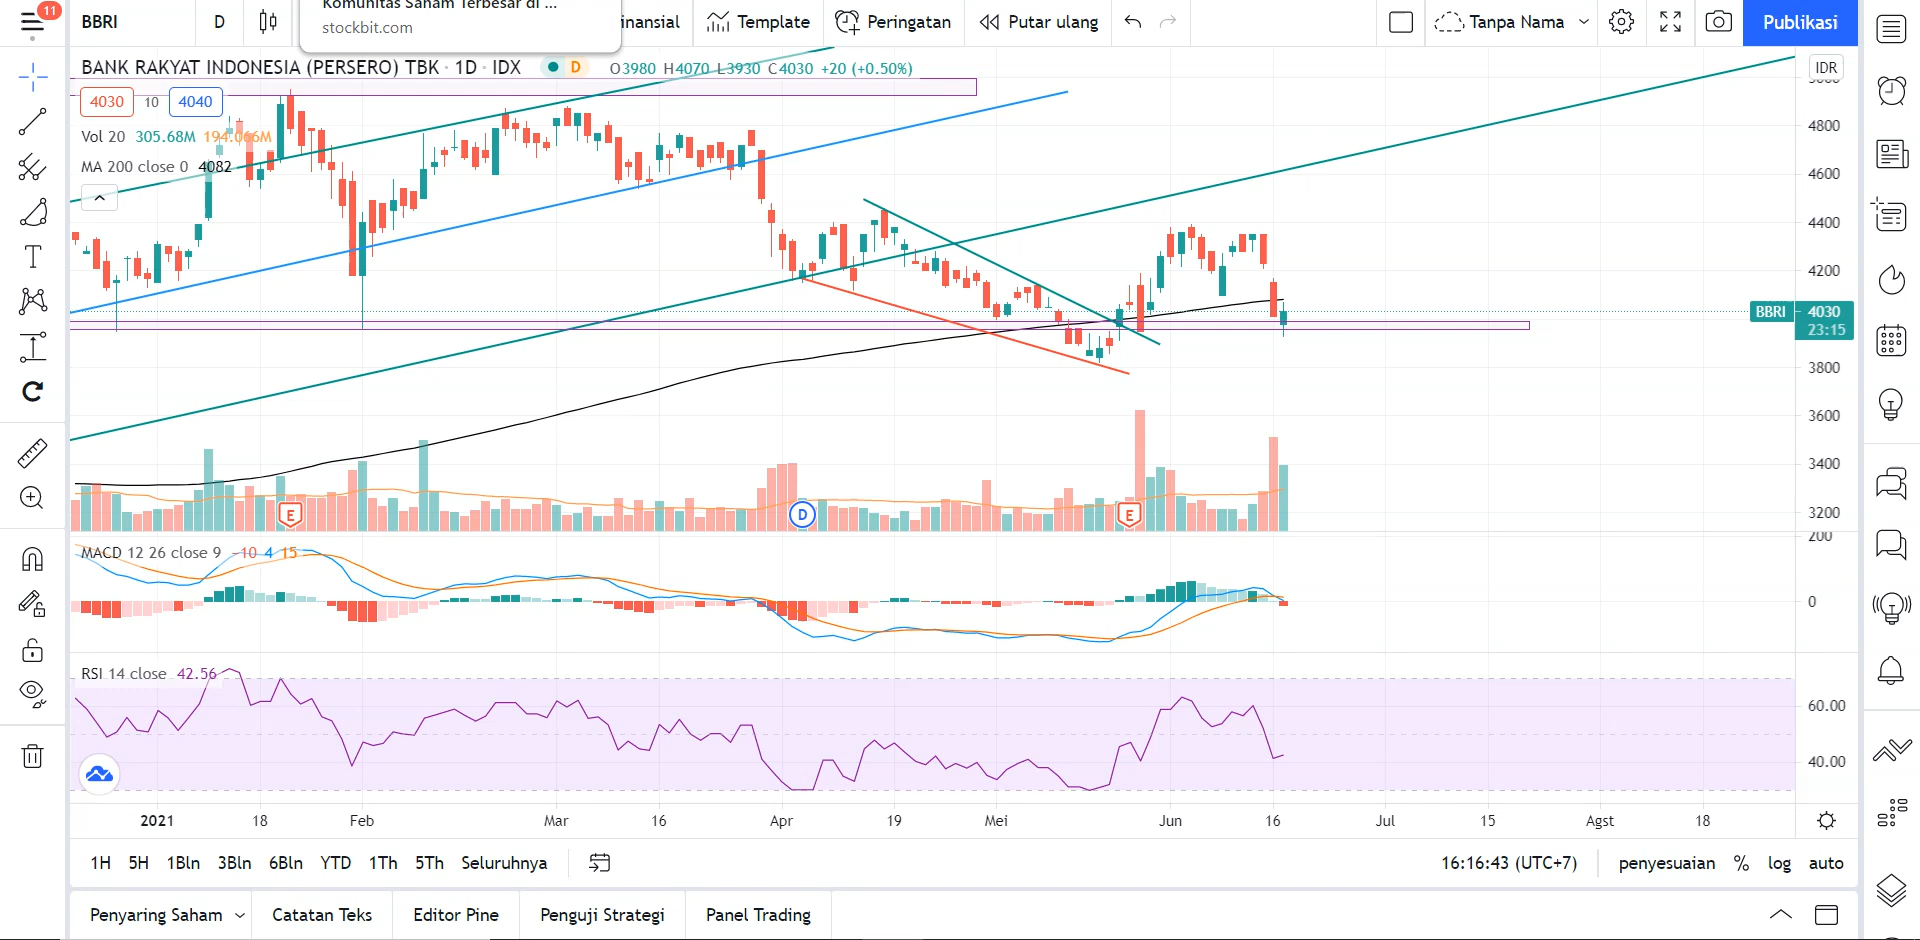 11
BBRI
D
Komunitas Saham Terbesar di ...
stockbit.com
inansial
Template
Peringatan
Putar ulang
Tanpa Nama
Publikasi
BANK RAKYAT INDONESIA (PERSERO) TBK · 1D · IDX
D
O3980 H4070 L3930 C4030 +20 (+0.50%)
IDR
4030 10 4040
Vol 20 305.68M 194.066M
MA 200 close 0 4082
4800
4600
4400
4200
BBRI 4030
23:15
3800
3600
3400
3200
E
D
E
MACD 12 26 close 9 −10 4 15
200
0
RSI 14 close 42.56
60.00
40.00
2021 18 Feb Mar 16 Apr 19 Mei Jun 16 Jul 15 Agst 18
1H 5H 1Bln 3Bln 6Bln YTD 1Th 5Th Seluruhnya
16:16:43 (UTC+7) penyesuaian % log auto
Penyaring Saham Catatan Teks Editor Pine Penguji Strategi Panel Trading